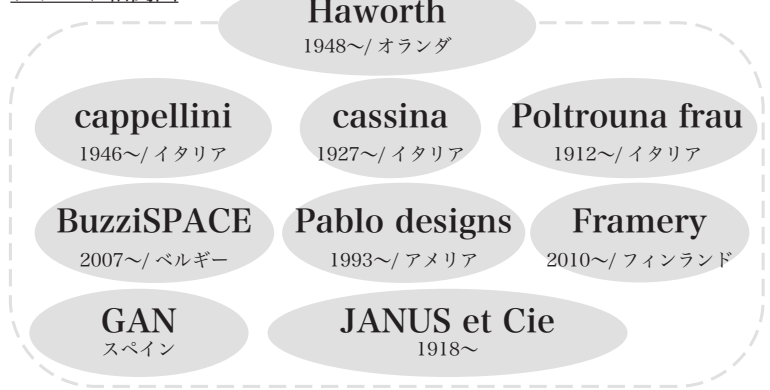 Haworth
1948〜/ オランダ
cappellini
1946〜/ イタリア
cassina
1927〜/ イタリア
Poltrouna frau
1912〜/ イタリア
BuzziSPACE
2007〜/ ベルギー
Pablo designs
1993〜/ アメリカ
Framery
2010〜/ フィンランド
GAN
スペイン
JANUS et Cie
1918〜